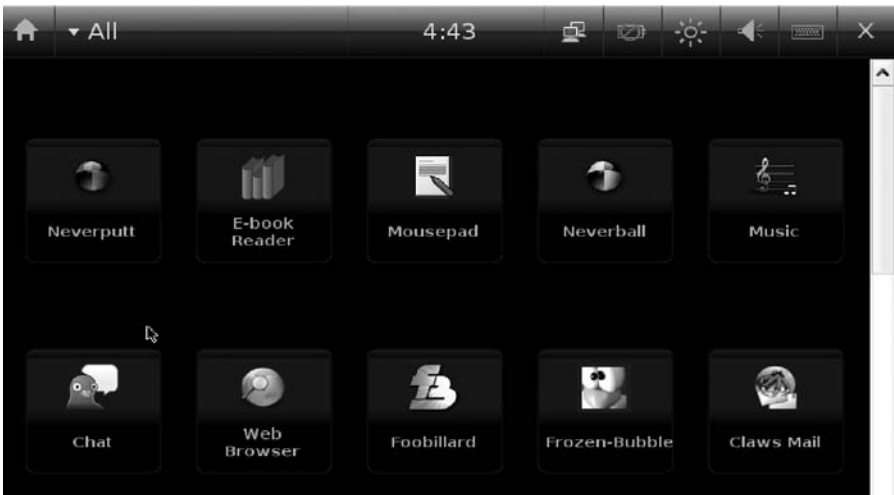 All
4:43
Neverputt
E-book
Reader
Mousepad
Neverball
Music
Chat
Web
Browser
Foobillard
Frozen-Bubble
Claws Mail